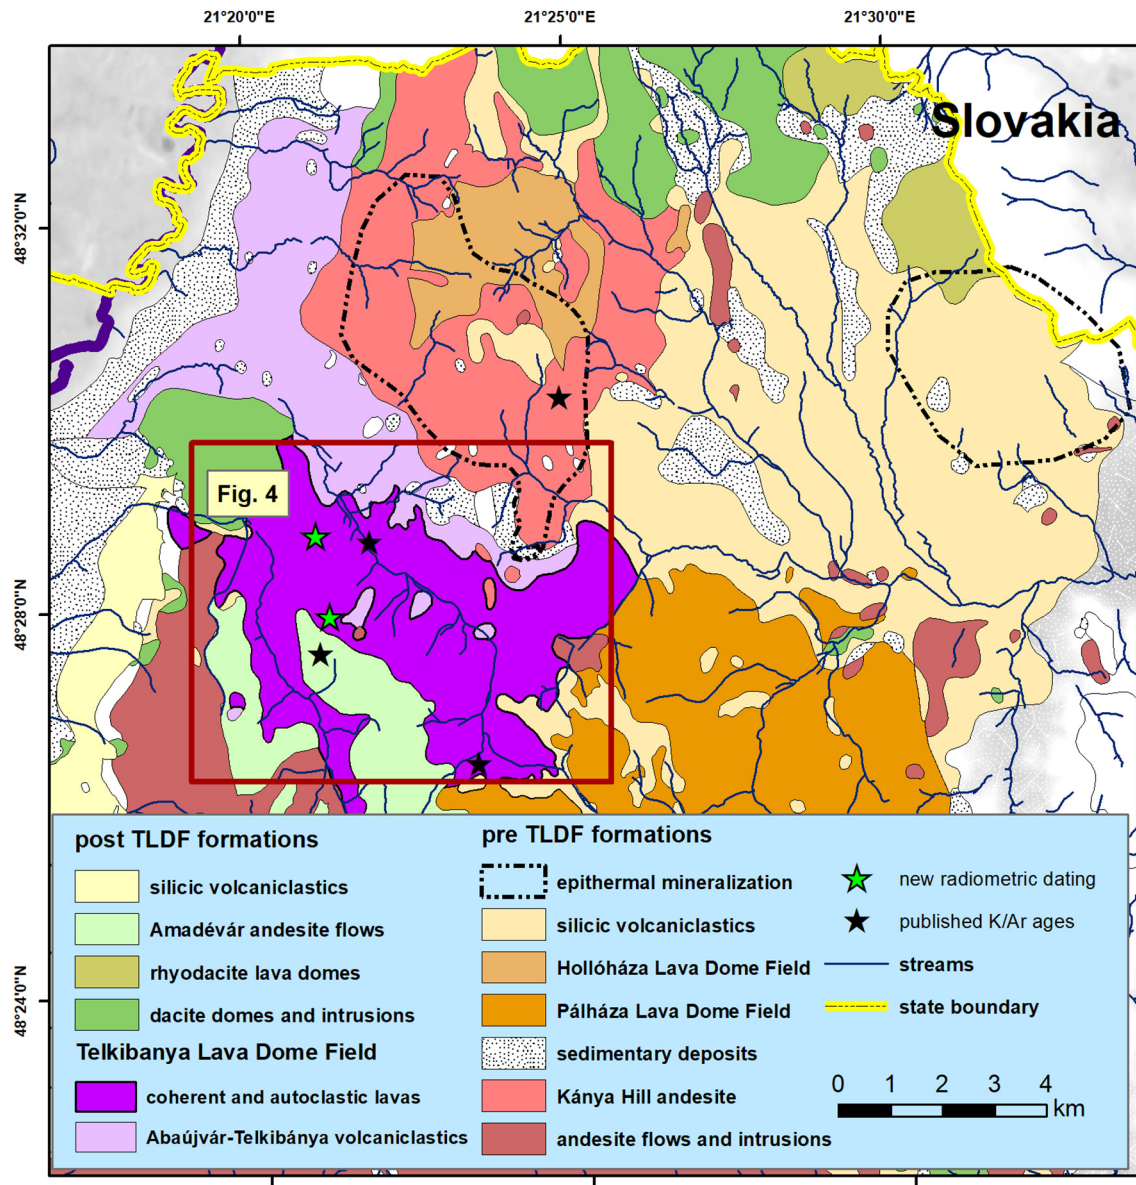 21°20'0"E
21°25'0"E
21°30'0"E
Slovakia
48°32'0"N
Fig. 4
48°28'0"N
48°24'0"N
post TLDF formations
silicic volcaniclastics
Amadévár andesite flows
rhyodacite lava domes
dacite domes and intrusions
Telkibanya Lava Dome Field
coherent and autoclastic lavas
Abaújvár-Telkibánya volcaniclastics
pre TLDF formations
epithermal mineralization
silicic volcaniclastics
Hollóháza Lava Dome Field
Pálháza Lava Dome Field
sedimentary deposits
Kánya Hill andesite
andesite flows and intrusions
new radiometric dating
published K/Ar ages
streams
state boundary
0 1 2 3 4
km